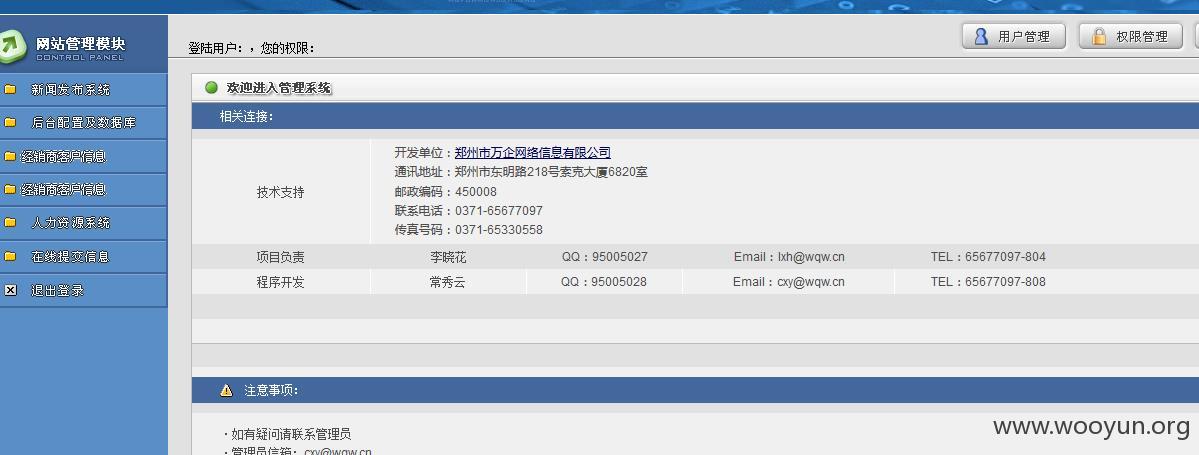 网站管理模块
CONTROL PANEL
登陆用户：，您的权限：
用户管理
权限管理
新闻发布系统
后台配置及数据库
经销商客户信息
经销商客户信息
人力资源系统
在线提交信息
退出登录
欢迎进入管理系统
相关连接：
技术支持
开发单位：郑州市万企网络信息有限公司
通讯地址：郑州市东明路218号索克大厦6820室
邮政编码：450008
联系电话：0371-65677097
传真号码：0371-65330558
项目负责 李晓花 QQ：95005027 Email：lxh@wqw.cn TEL：65677097-804
程序开发 常秀云 QQ：95005028 Email：cxy@wqw.cn TEL：65677097-808
注意事项：
·如有疑问请联系管理员
·管理员信箱：cxy@wqw.cn
www.wooyun.org